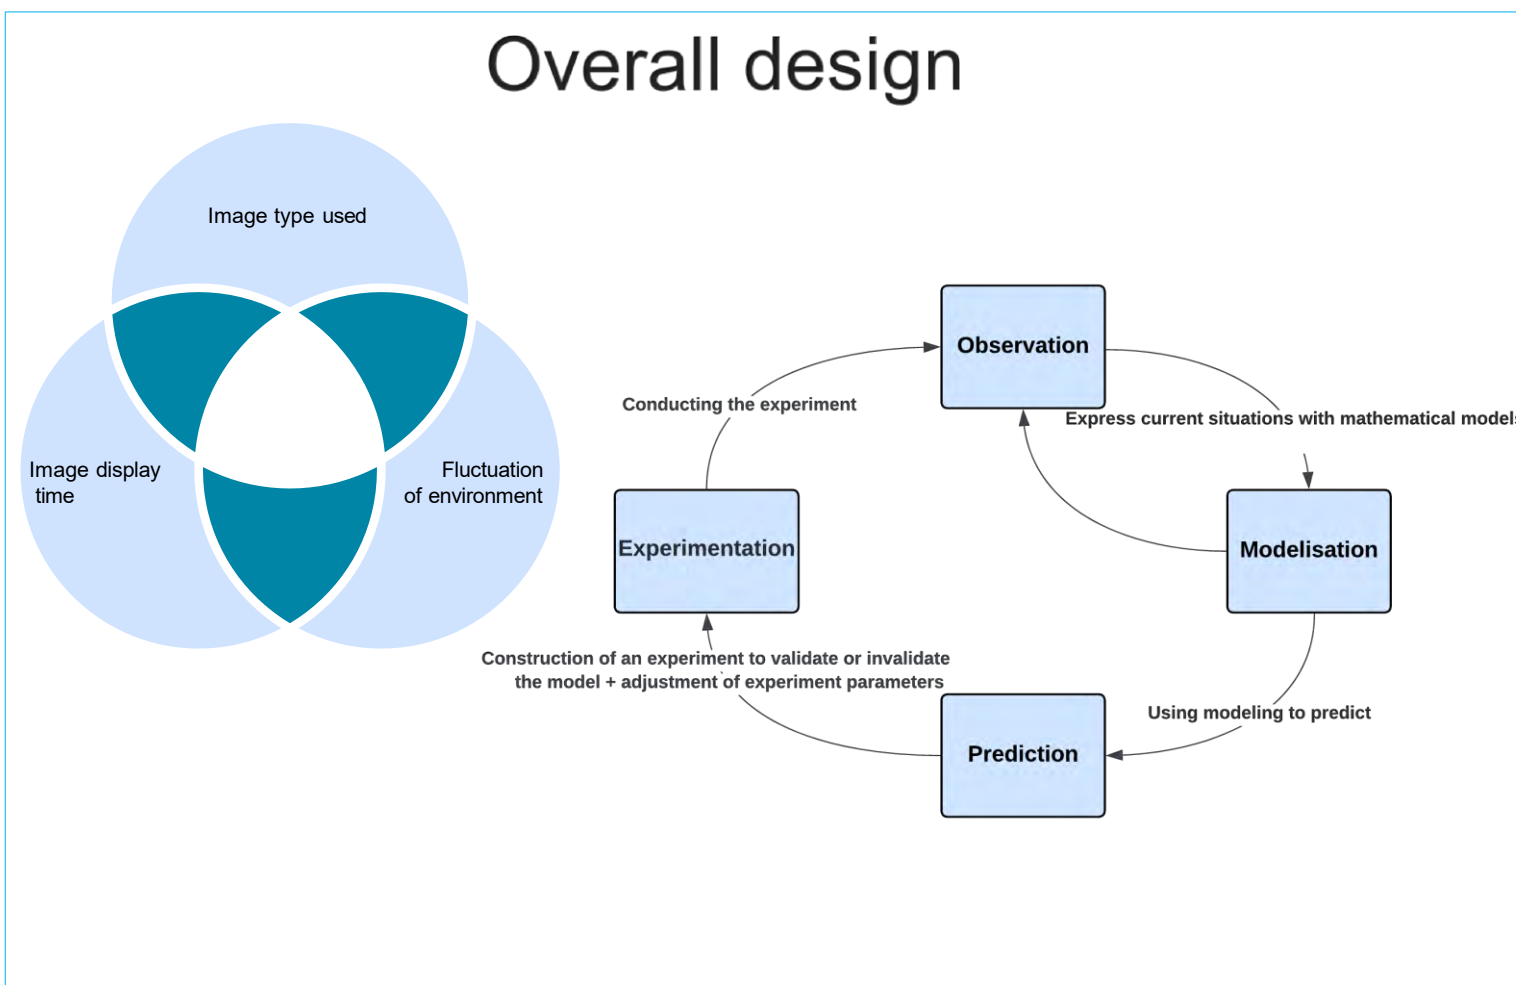 Overall design
Image type used
Image display
time
Fluctuation
of environment
Observation
Conducting the experiment
Express current situations with mathematical models
Experimentation
Modelisation
Construction of an experiment to validate or invalidate
the model + adjustment of experiment parameters
Using modeling to predict
Prediction